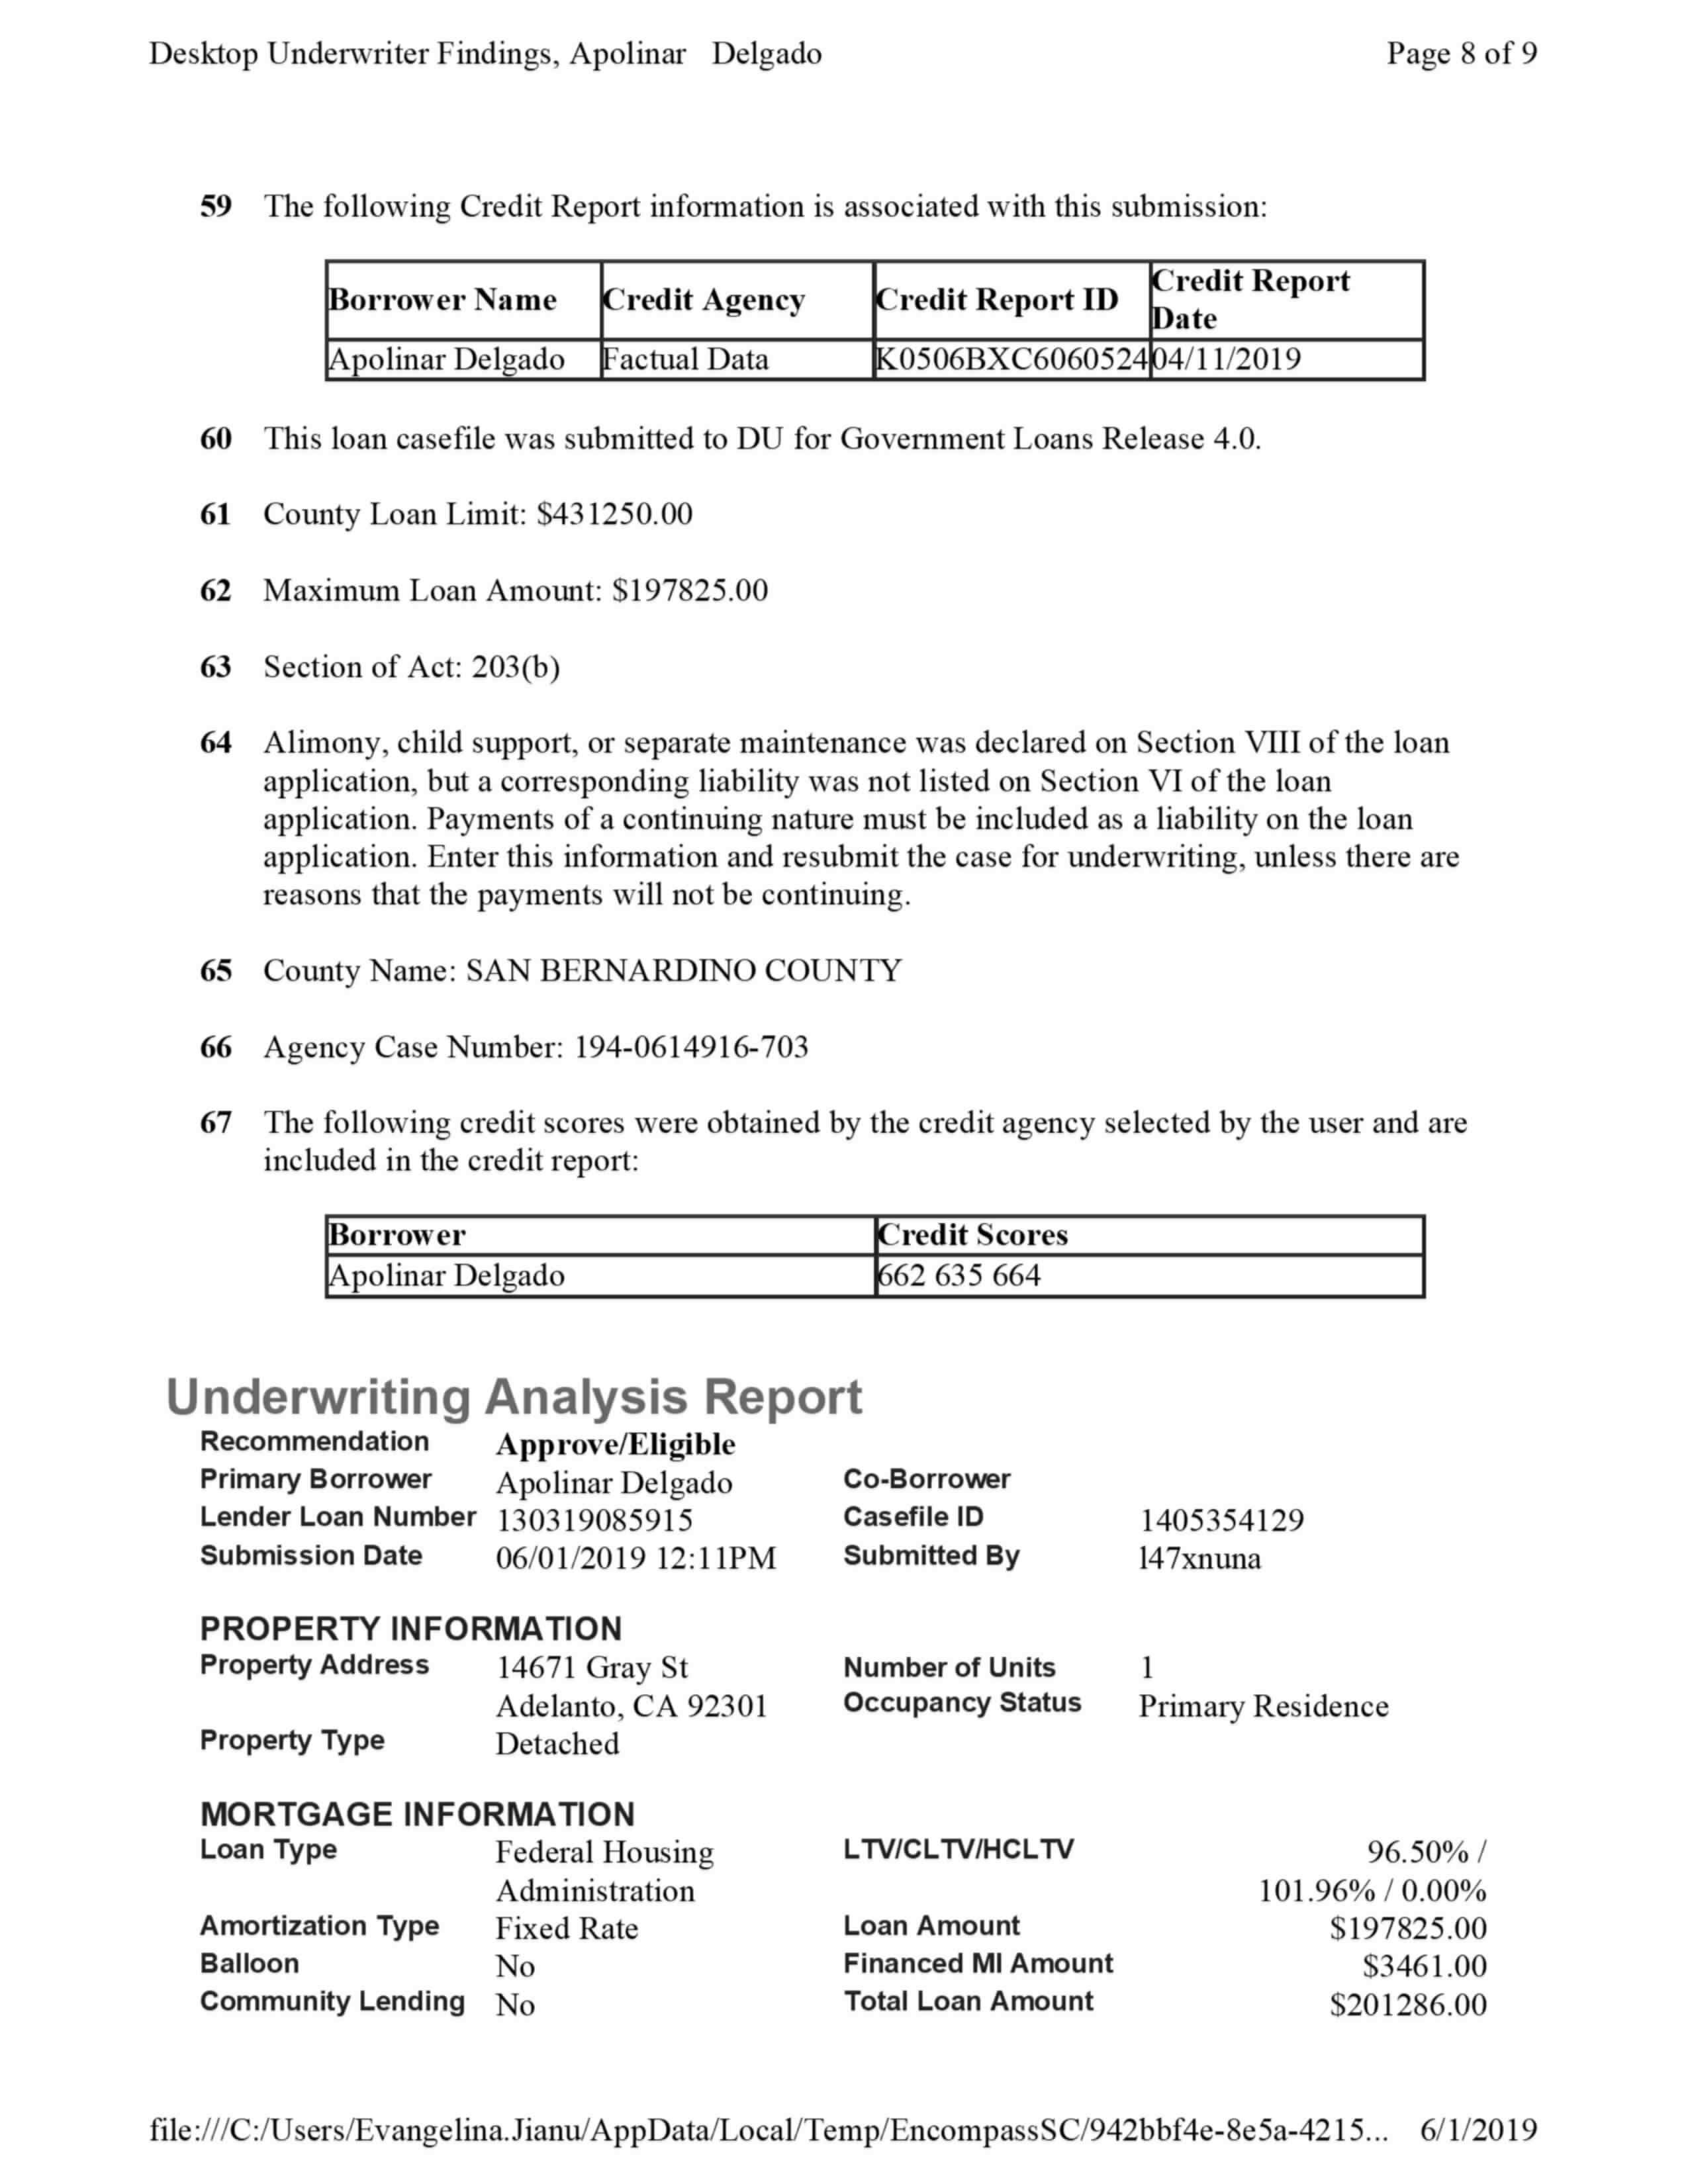 Desktop Underwriter Findings, Apolinar Delgado Page 8 of 9
59 The following Credit Report information is associated with this submission:
Borrower Name Credit Agency Credit Report ID Credit Report Date
Apolinar Delgado Factual Data K0506BXC6060524 04/11/2019
60 This loan casefile was submitted to DU for Government Loans Release 4.0.
61 County Loan Limit: $431250.00
62 Maximum Loan Amount: $197825.00
63 Section of Act: 203(b)
64 Alimony, child support, or separate maintenance was declared on Section VIII of the loan
application, but a corresponding liability was not listed on Section VI of the loan
application. Payments of a continuing nature must be included as a liability on the loan
application. Enter this information and resubmit the case for underwriting, unless there are
reasons that the payments will not be continuing.
65 County Name: SAN BERNARDINO COUNTY
66 Agency Case Number: 194-0614916-703
67 The following credit scores were obtained by the credit agency selected by the user and are
included in the credit report:
Borrower Credit Scores
Apolinar Delgado 662 635 664
Underwriting Analysis Report
Recommendation Approve/Eligible
Primary Borrower Apolinar Delgado Co-Borrower
Lender Loan Number 130319085915 Casefile ID 1405354129
Submission Date 06/01/2019 12:11PM Submitted By l47xnuna
PROPERTY INFORMATION
Property Address 14671 Gray St Number of Units 1
Adelanto, CA 92301 Occupancy Status Primary Residence
Property Type Detached
MORTGAGE INFORMATION
Loan Type Federal Housing LTV/CLTV/HCLTV 96.50% /
Administration 101.96% / 0.00%
Amortization Type Fixed Rate Loan Amount $197825.00
Balloon No Financed MI Amount $3461.00
Community Lending No Total Loan Amount $201286.00
file:///C:/Users/Evangelina.Jianu/AppData/Local/Temp/EncompassSC/942bbf4e-8e5a-4215... 6/1/2019